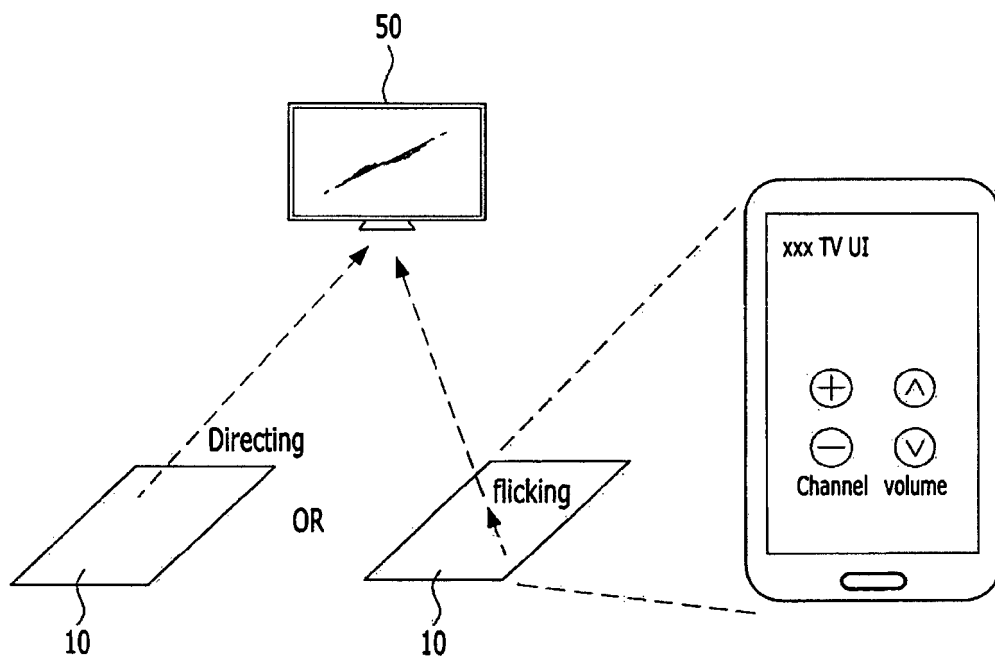 50
xxx TV UI
Directing
OR
flicking
Channel volume
10
10